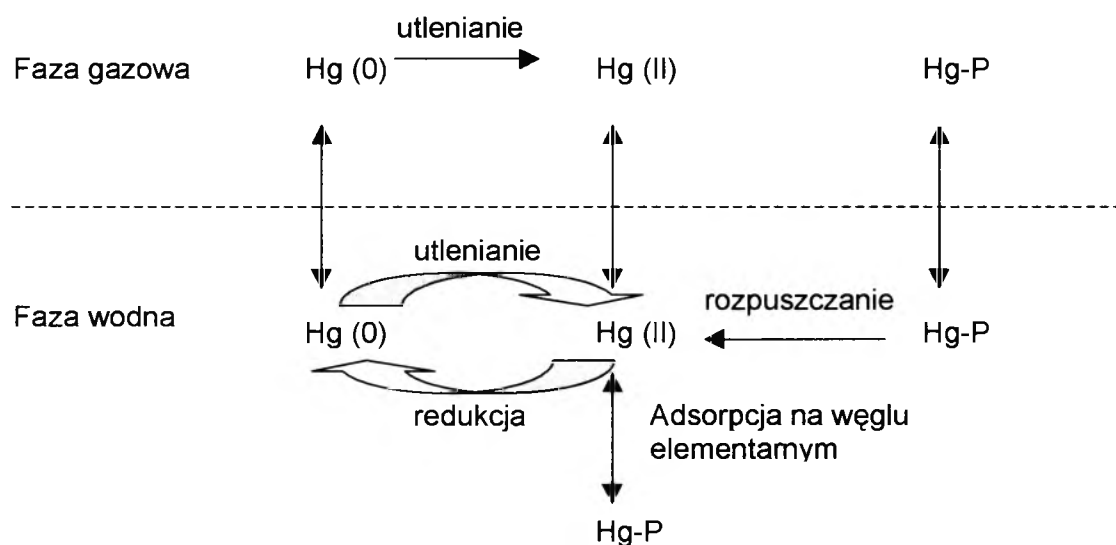 utlenianie
Faza gazowa Hg (0) Hg (II) Hg-P
utlenianie
rozpuszczanie
Faza wodna Hg (0) Hg (II) Hg-P
redukcja Adsorpcja na węglu
elementarnym
Hg-P